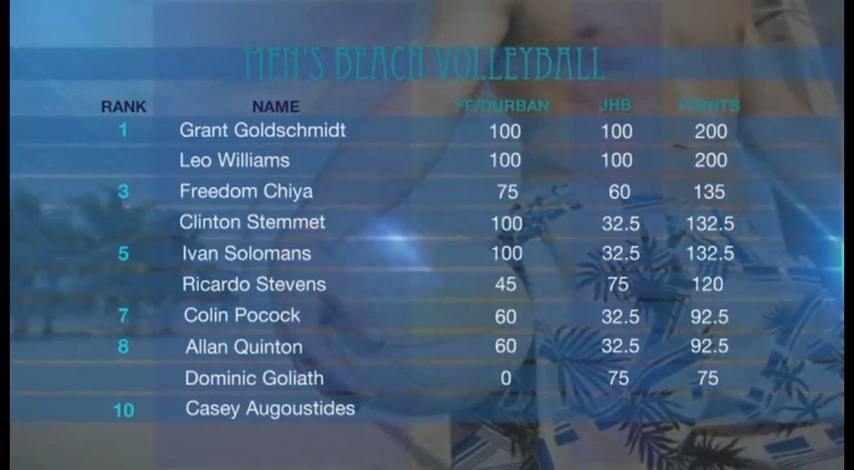 MEN'S BEACH VOLLEYBALL
RANK NAME FF/DURBAN JHB POINTS
1 Grant Goldschmidt 100 100 200
Leo Williams 100 100 200
3 Freedom Chiya 75 60 135
Clinton Stemmet 100 32.5 132.5
5 Ivan Solomans 100 32.5 132.5
Ricardo Stevens 45 75 120
7 Colin Pocock 60 32.5 92.5
8 Allan Quinton 60 32.5 92.5
Dominic Goliath 0 75 75
10 Casey Augoustides